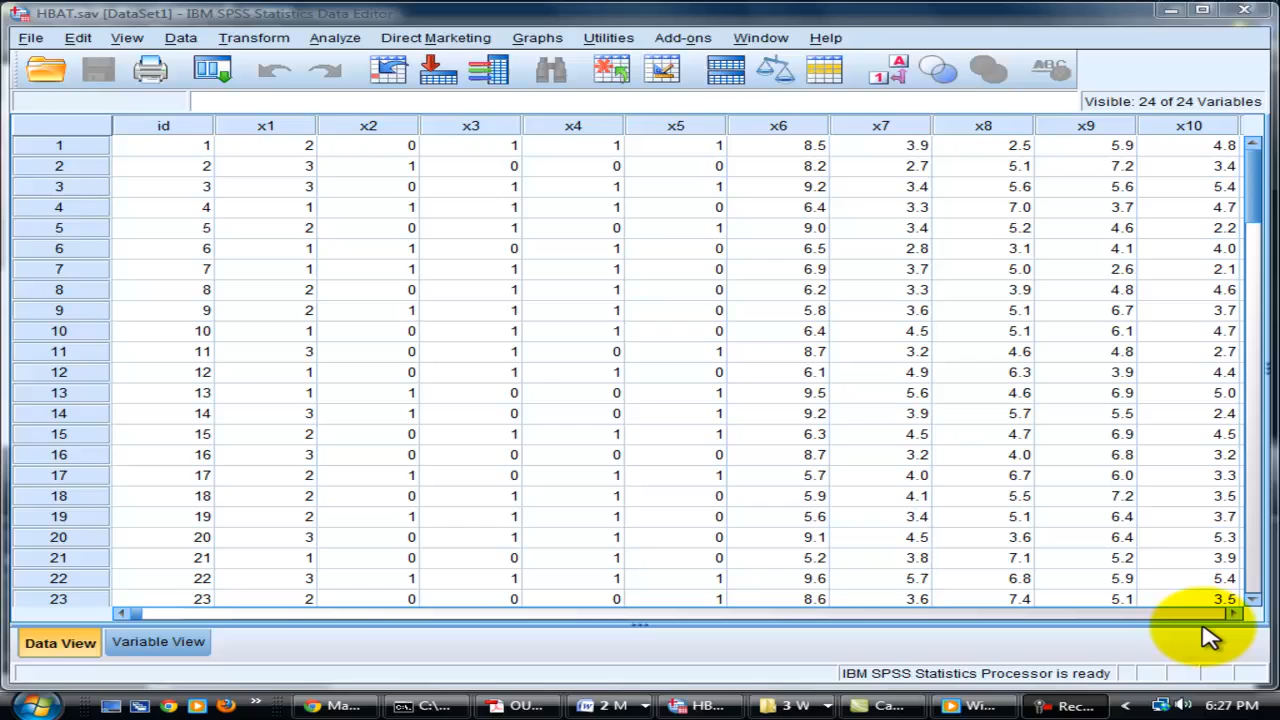 HBAT.sav [DataSet1] - IBM SPSS Statistics Data Editor
File Edit View Data Transform Analyze Direct Marketing Graphs Utilities Add-ons Window Help
Visible: 24 of 24 Variables
id x1 x2 x3 x4 x5 x6 x7 x8 x9 x10
1 1 2 0 1 1 1 8.5 3.9 2.5 5.9 4.8
2 2 3 1 0 0 0 8.2 2.7 5.1 7.2 3.4
3 3 3 0 1 1 1 9.2 3.4 5.6 5.6 5.4
4 4 1 1 1 1 0 6.4 3.3 7.0 3.7 4.7
5 5 2 0 1 0 1 9.0 3.4 5.2 4.6 2.2
6 6 1 1 0 1 0 6.5 2.8 3.1 4.1 4.0
7 7 1 1 1 1 0 6.9 3.7 5.0 2.6 2.1
8 8 2 0 1 1 0 6.2 3.3 3.9 4.8 4.6
9 9 2 1 1 1 0 5.8 3.6 5.1 6.7 3.7
10 10 1 0 1 1 0 6.4 4.5 5.1 6.1 4.7
11 11 3 0 1 0 1 8.7 3.2 4.6 4.8 2.7
12 12 1 0 1 1 0 6.1 4.9 6.3 3.9 4.4
13 13 1 1 0 0 1 9.5 5.6 4.6 6.9 5.0
14 14 3 1 0 0 1 9.2 3.9 5.7 5.5 2.4
15 15 2 0 1 1 1 6.3 4.5 4.7 6.9 4.5
16 16 3 0 0 0 0 8.7 3.2 4.0 6.8 3.2
17 17 2 1 0 1 1 5.7 4.0 6.7 6.0 3.3
18 18 2 0 1 1 0 5.9 4.1 5.5 7.2 3.5
19 19 2 1 1 1 0 5.6 3.4 5.1 6.4 3.7
20 20 3 0 1 0 1 9.1 4.5 3.6 6.4 5.3
21 21 1 0 0 1 0 5.2 3.8 7.1 5.2 3.9
22 22 3 1 1 1 1 9.6 5.7 6.8 5.9 5.4
23 23 2 0 0 0 1 8.6 3.6 7.4 5.1 3.5
Data View Variable View
IBM SPSS Statistics Processor is ready
Ma... C:\... OU... 2 M HB... 3 W Ca... Wi... Rec... 6:27 PM